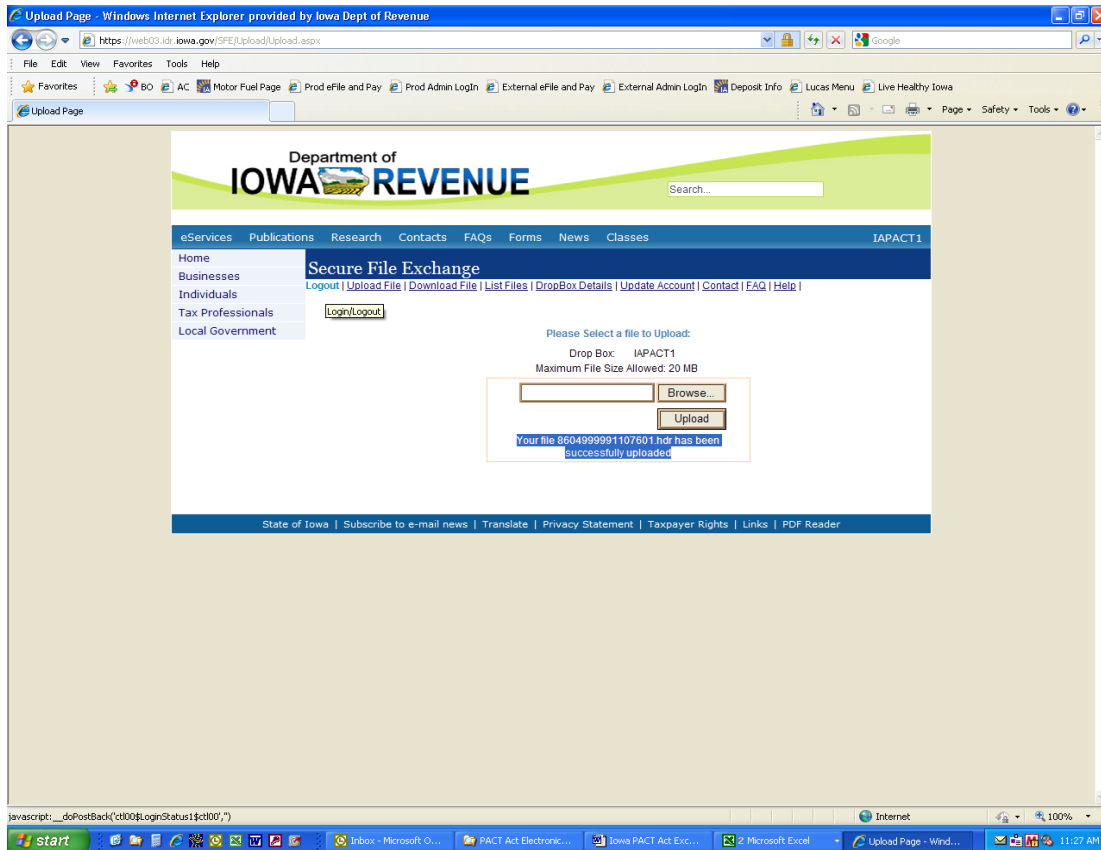 Upload Page - Windows Internet Explorer provided by Iowa Dept of Revenue
https://web03.idr.iowa.gov/SFE/Upload/Upload.aspx
Google
File Edit View Favorites Tools Help
Favorites BO AC Motor Fuel Page Prod eFile and Pay Prod Admin LogIn External eFile and Pay External Admin LogIn Deposit Info Lucas Menu Live Healthy Iowa
Upload Page
Page Safety Tools
Department of
IOWA REVENUE
Search...
eServices Publications Research Contacts FAQs Forms News Classes IAPACT1
Home
Businesses
Individuals
Tax Professionals
Local Government
Secure File Exchange
Logout | Upload File | Download File | List Files | DropBox Details | Update Account | Contact | FAQ | Help |
Login/Logout
Please Select a file to Upload:
Drop Box: IAPACT1
Maximum File Size Allowed: 20 MB
Browse...
Upload
Your file 8604999991107601.hdr has been
successfully uploaded
State of Iowa | Subscribe to e-mail news | Translate | Privacy Statement | Taxpayer Rights | Links | PDF Reader
javascript:__doPostBack('ctl00$LoginStatus1$ctl00','')
Internet
100%
start
Inbox - Microsoft O...
PACT Act Electronic...
Iowa PACT Act Exc...
2 Microsoft Excel
Upload Page - Wind...
11:27 AM